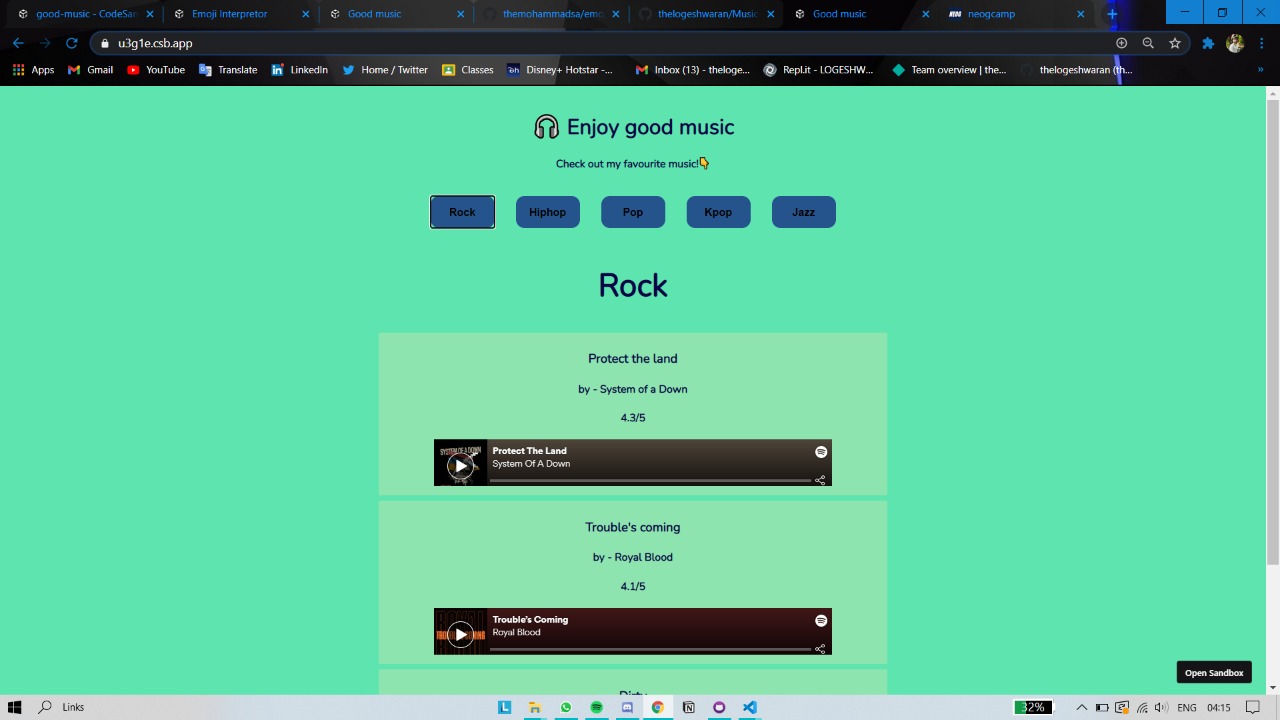 good-music - CodeSan
Emoji Interpretor
Good music
themohammadsa/emo
thelogeshwaran/Music
Good music
neogcamp
u3g1e.csb.app
Apps
Gmail
YouTube
Translate
LinkedIn
Home / Twitter
Classes
Disney+ Hotstar -...
Inbox (13) - theloge...
Repl.it - LOGESHW...
Team overview | the...
thelogeshwaran (th...
»
Enjoy good music
Check out my favourite music!👇
Rock
Hiphop
Pop
Kpop
Jazz
Rock
Protect the land
by - System of a Down
4.3/5
SYSTEM OF A DOWN
Protect The Land
System Of A Down
Trouble's coming
by - Royal Blood
4.1/5
Trouble's Coming
Royal Blood
Open Sandbox
Links
32%
ENG
04:15